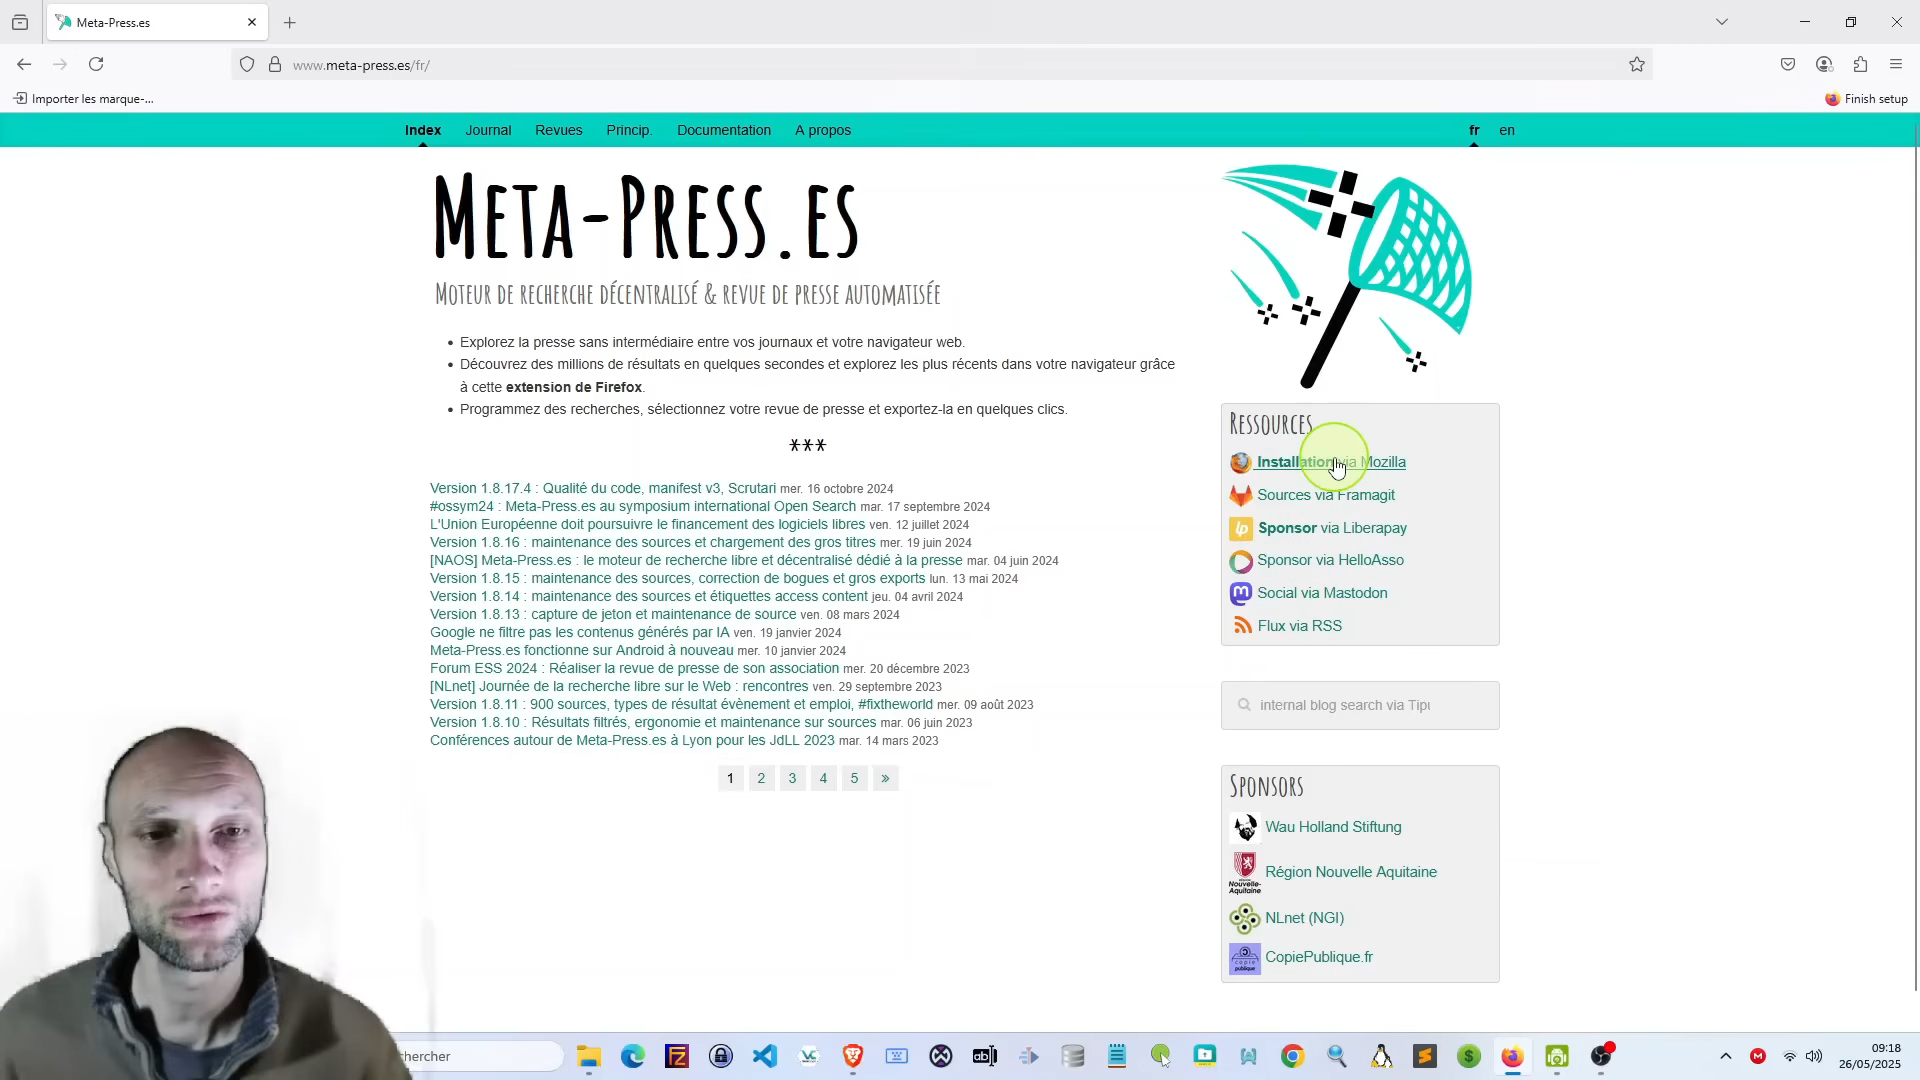 Meta-Press.es
www.meta-press.es/fr/
Importer les marque-...
Finish setup
Index Journal Revues Princip. Documentation A propos
fr en
Meta-Press.es
Moteur de recherche décentralisé & revue de presse automatisée
Explorez la presse sans intermédiaire entre vos journaux et votre navigateur web.
Découvrez des millions de résultats en quelques secondes et explorez les plus récents dans votre navigateur grâce
à cette extension de Firefox.
Programmez des recherches, sélectionnez votre revue de presse et exportez-la en quelques clics.
***
Version 1.8.17.4 : Qualité du code, manifest v3, Scrutari mer. 16 octobre 2024
#ossym24 : Meta-Press.es au symposium international Open Search mar. 17 septembre 2024
L'Union Européenne doit poursuivre le financement des logiciels libres ven. 12 juillet 2024
Version 1.8.16 : maintenance des sources et chargement des gros titres mer. 19 juin 2024
[NAOS] Meta-Press.es : le moteur de recherche libre et décentralisé dédié à la presse mar. 04 juin 2024
Version 1.8.15 : maintenance des sources, correction de bogues et gros exports lun. 13 mai 2024
Version 1.8.14 : maintenance des sources et étiquettes access content jeu. 04 avril 2024
Version 1.8.13 : capture de jeton et maintenance de source ven. 08 mars 2024
Google ne filtre pas les contenus générés par IA ven. 19 janvier 2024
Meta-Press.es fonctionne sur Android à nouveau mer. 10 janvier 2024
Forum ESS 2024 : Réaliser la revue de presse de son association mer. 20 décembre 2023
[NLnet] Journée de la recherche libre sur le Web : rencontres ven. 29 septembre 2023
Version 1.8.11 : 900 sources, types de résultat évènement et emploi, #fixtheworld mer. 09 août 2023
Version 1.8.10 : Résultats filtrés, ergonomie et maintenance sur sources mar. 06 juin 2023
Conférences autour de Meta-Press.es à Lyon pour les JdLL 2023 mar. 14 mars 2023
1 2 3 4 5 »
Ressources
Installation via Mozilla
Sources via Framagit
Sponsor via Liberapay
Sponsor via HelloAsso
Social via Mastodon
Flux via RSS
internal blog search via Tipu
Sponsors
Wau Holland Stiftung
Région Nouvelle Aquitaine
NLnet (NGI)
CopiePublique.fr
chercher
09:18
26/05/2025